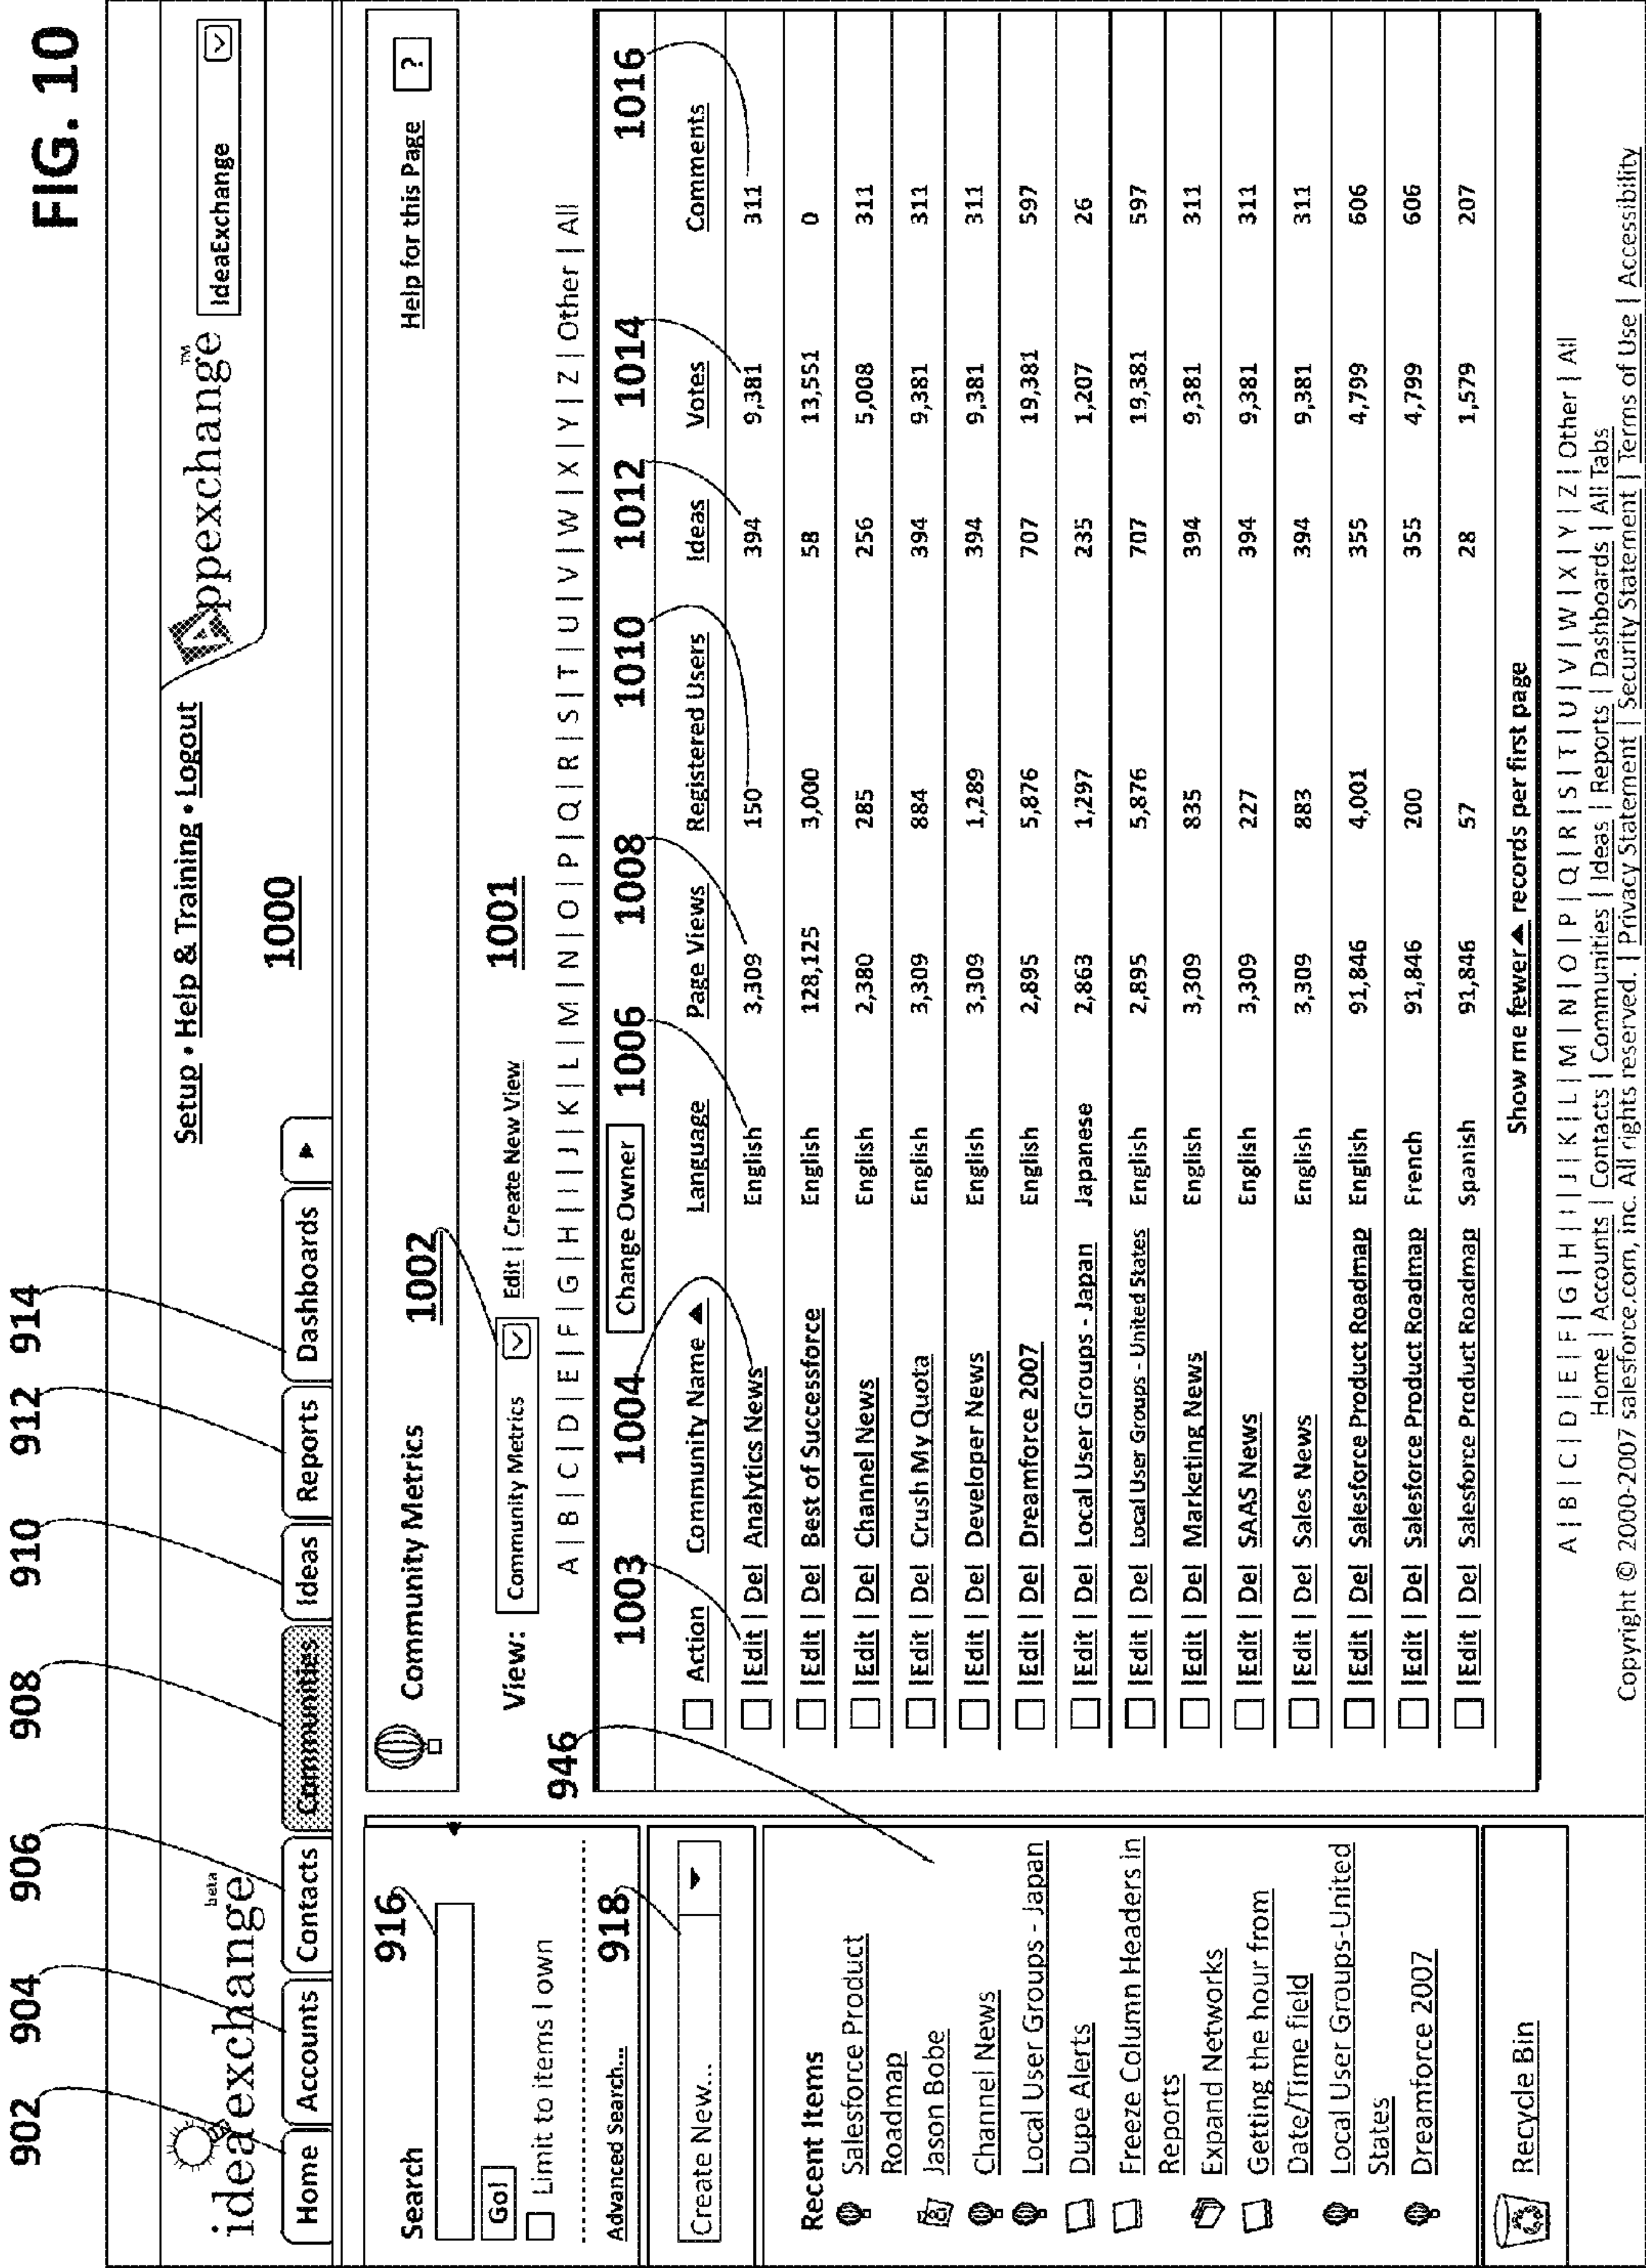 FIG. 10
902 904 906 908 910 912 914
ideaexchange beta
Setup • Help & Training • Logout
Appexchange™ IdeaExchange
Home Accounts Contacts Communities Ideas Reports Dashboards
1000
Search
916
Go!
Limit to items I own
Advanced Search...
918
Create New...
Recent Items
Salesforce Product
Roadmap
Jason Bobe
Channel News
Local User Groups - Japan
Dupe Alerts
Freeze Column Headers in
Reports
Expand Networks
Getting the hour from
Date/Time field
Local User Groups-United
States
Dreamforce 2007
Recycle Bin
946
Community Metrics
Help for this Page ?
1002
View: Community Metrics Edit | Create New View
1001
A | B | C | D | E | F | G | H | I | J | K | L | M | N | O | P | Q | R | S | T | U | V | W | X | Y | Z | Other | All
1003 1004 Change Owner 1006 1008 1010 1012 1014 1016
Action Community Name Language Page Views Registered Users Ideas Votes Comments
Edit | Del Analytics News English 3,309 150 394 9,381 311
Edit | Del Best of Successforce English 128,125 3,000 58 13,551 0
Edit | Del Channel News English 2,380 285 256 5,008 311
Edit | Del Crush My Quota English 3,309 884 394 9,381 311
Edit | Del Developer News English 3,309 1,289 394 9,381 311
Edit | Del Dreamforce 2007 English 2,895 5,876 707 19,381 597
Edit | Del Local User Groups - Japan Japanese 2,863 1,297 235 1,207 26
Edit | Del Local User Groups - United States English 2,895 5,876 707 19,381 597
Edit | Del Marketing News English 3,309 835 394 9,381 311
Edit | Del SAAS News English 3,309 227 394 9,381 311
Edit | Del Sales News English 3,309 883 394 9,381 311
Edit | Del Salesforce Product Roadmap English 91,846 4,001 355 4,799 606
Edit | Del Salesforce Product Roadmap French 91,846 200 355 4,799 606
Edit | Del Salesforce Product Roadmap Spanish 91,846 57 28 1,579 207
Show me fewer ▲ records per first page
A | B | C | D | E | F | G | H | I | J | K | L | M | N | O | P | Q | R | S | T | U | V | W | X | Y | Z | Other | All
Home | Accounts | Contacts | Communities | Ideas | Reports | Dashboards | All Tabs
Copyright © 2000-2007 salesforce.com, inc. All rights reserved. | Privacy Statement | Security Statement | Terms of Use | Accessibility